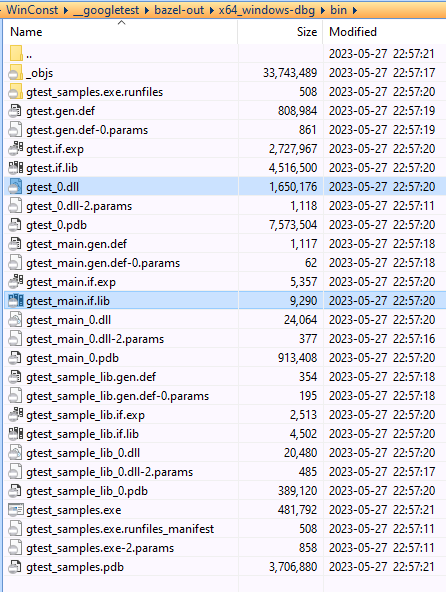 WinConst ▸ __googletest ▸ bazel-out ▸ x64_windows-dbg ▸ bin ▸
Name Size Modified
.. 2023-05-27 22:57:21
_objs 33,743,489 2023-05-27 22:57:17
gtest_samples.exe.runfiles 508 2023-05-27 22:57:20
gtest.gen.def 808,984 2023-05-27 22:57:19
gtest.gen.def-0.params 861 2023-05-27 22:57:19
gtest.if.exp 2,727,967 2023-05-27 22:57:20
gtest.if.lib 4,516,500 2023-05-27 22:57:20
gtest_0.dll 1,650,176 2023-05-27 22:57:20
gtest_0.dll-2.params 1,118 2023-05-27 22:57:11
gtest_0.pdb 7,573,504 2023-05-27 22:57:20
gtest_main.gen.def 1,117 2023-05-27 22:57:18
gtest_main.gen.def-0.params 62 2023-05-27 22:57:18
gtest_main.if.exp 5,357 2023-05-27 22:57:20
gtest_main.if.lib 9,290 2023-05-27 22:57:20
gtest_main_0.dll 24,064 2023-05-27 22:57:20
gtest_main_0.dll-2.params 377 2023-05-27 22:57:16
gtest_main_0.pdb 913,408 2023-05-27 22:57:20
gtest_sample_lib.gen.def 354 2023-05-27 22:57:18
gtest_sample_lib.gen.def-0.params 195 2023-05-27 22:57:18
gtest_sample_lib.if.exp 2,513 2023-05-27 22:57:20
gtest_sample_lib.if.lib 4,502 2023-05-27 22:57:20
gtest_sample_lib_0.dll 20,480 2023-05-27 22:57:20
gtest_sample_lib_0.dll-2.params 485 2023-05-27 22:57:17
gtest_sample_lib_0.pdb 389,120 2023-05-27 22:57:20
gtest_samples.exe 481,792 2023-05-27 22:57:21
gtest_samples.exe.runfiles_manifest 508 2023-05-27 22:57:11
gtest_samples.exe-2.params 858 2023-05-27 22:57:11
gtest_samples.pdb 3,706,880 2023-05-27 22:57:21